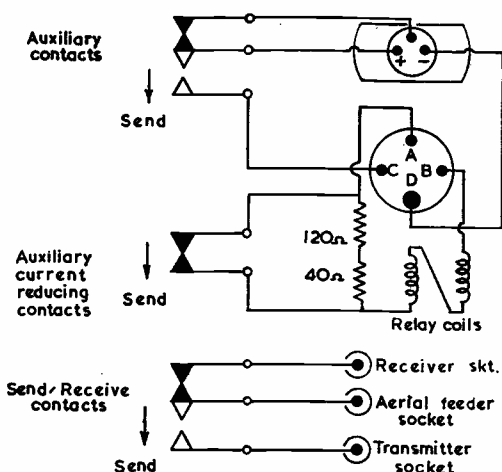 Auxiliary
contacts
Send
+ -
A
C B
D
120Ω
40Ω
Auxiliary
current
reducing
contacts
Send
Relay coils
Send/Receive
contacts
Send
Receiver skt.
Aerial feeder
socket
Transmitter
socket